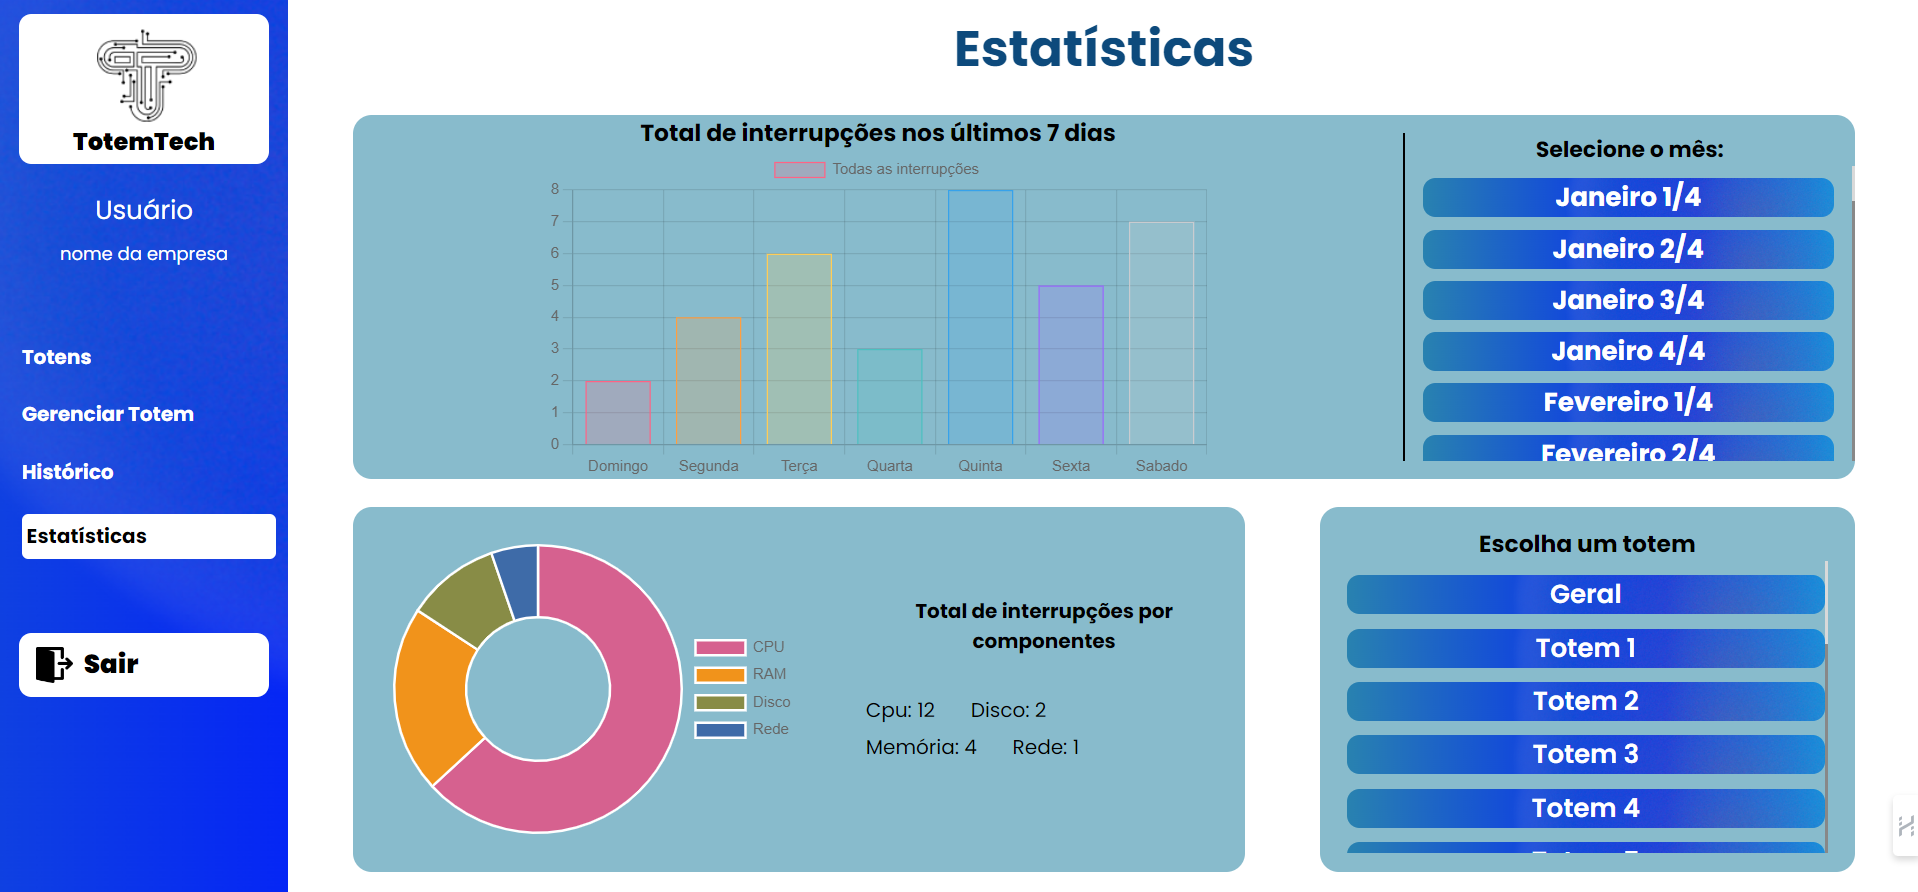 TotemTech
Usuário
nome da empresa
Totens
Gerenciar Totem
Histórico
Estatísticas
Sair
Estatísticas
Total de interrupções nos últimos 7 dias
Todas as interrupções
8
7
6
5
4
3
2
1
0
Domingo Segunda Terça Quarta Quinta Sexta Sabado
Selecione o mês:
Janeiro 1/4
Janeiro 2/4
Janeiro 3/4
Janeiro 4/4
Fevereiro 1/4
Fevereiro 2/4
CPU
RAM
Disco
Rede
Total de interrupções por
componentes
Cpu: 12 Disco: 2
Memória: 4 Rede: 1
Escolha um totem
Geral
Totem 1
Totem 2
Totem 3
Totem 4